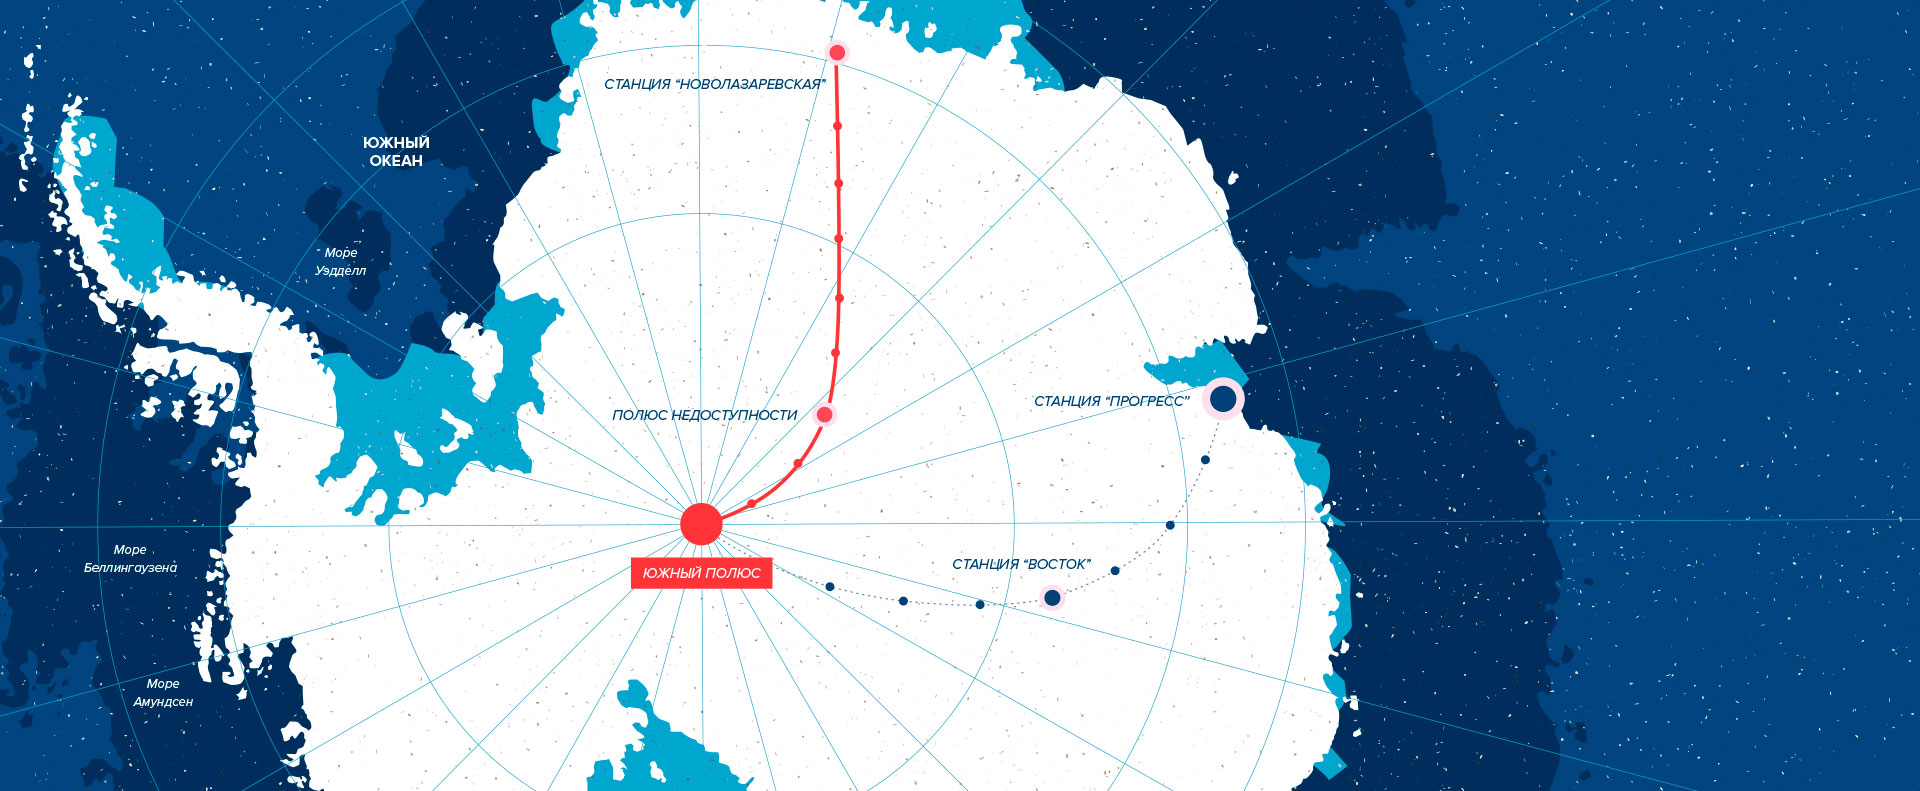 СТАНЦИЯ “НОВОЛАЗАРЕВСКАЯ”
ЮЖНЫЙ
ОКЕАН
Море
Уэдделл
СТАНЦИЯ “ПРОГРЕСС”
ПОЛЮС НЕДОСТУПНОСТИ
Море
Беллингаузена
СТАНЦИЯ “ВОСТОК”
ЮЖНЫЙ ПОЛЮС
Море
Амундсен